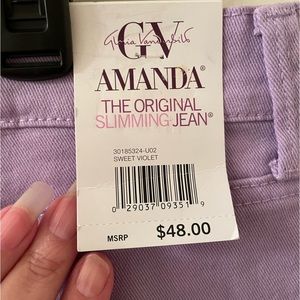 GV
Gloria Vanderbilt
AMANDA®
THE ORIGINAL
SLIMMING JEAN®
30185324-U02
SWEET VIOLET
0 29037 09351 9
MSRP $48.00